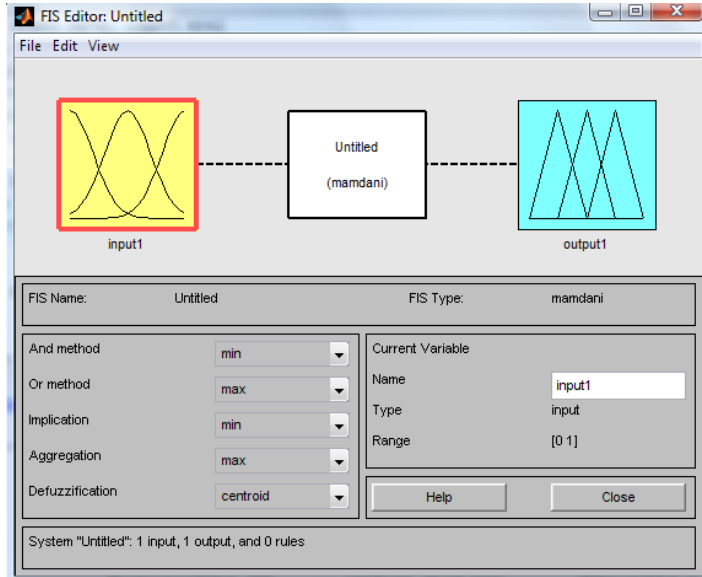 FIS Editor: Untitled
File Edit View
Untitled
(mamdani)
input1
output1
FIS Name: Untitled FIS Type: mamdani
And method min
Or method max
Implication min
Aggregation max
Defuzzification centroid
Current Variable
Name input1
Type input
Range [0 1]
Help Close
System "Untitled": 1 input, 1 output, and 0 rules